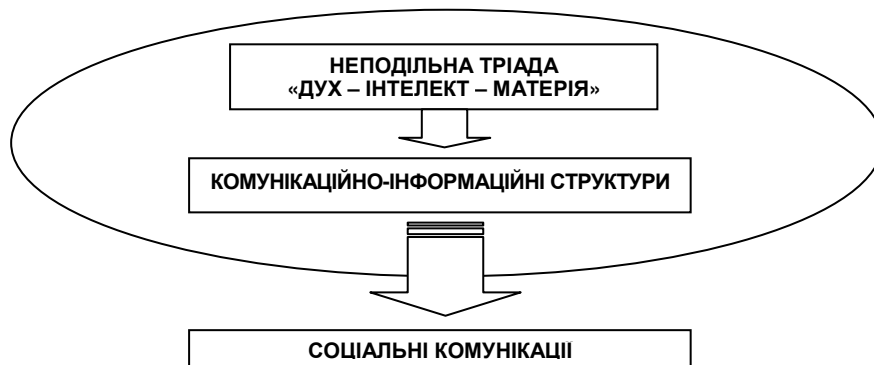 НЕПОДІЛЬНА ТРІАДА
«ДУХ – ІНТЕЛЕКТ – МАТЕРІЯ»
КОМУНІКАЦІЙНО-ІНФОРМАЦІЙНІ СТРУКТУРИ
СОЦІАЛЬНІ КОМУНІКАЦІЇ